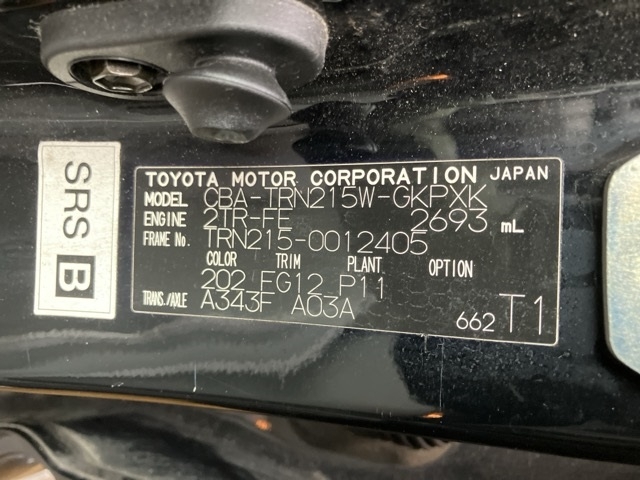 SRS B
TOYOTA MOTOR CORPORATION JAPAN
MODEL CBA-TRN215W-GKPXK
ENGINE 2TR-FE 2693 mL
FRAME No. TRN215-0012405
COLOR TRIM PLANT OPTION
202 FG12 P11
TRANS./AXLE A343F A03A
662 T1